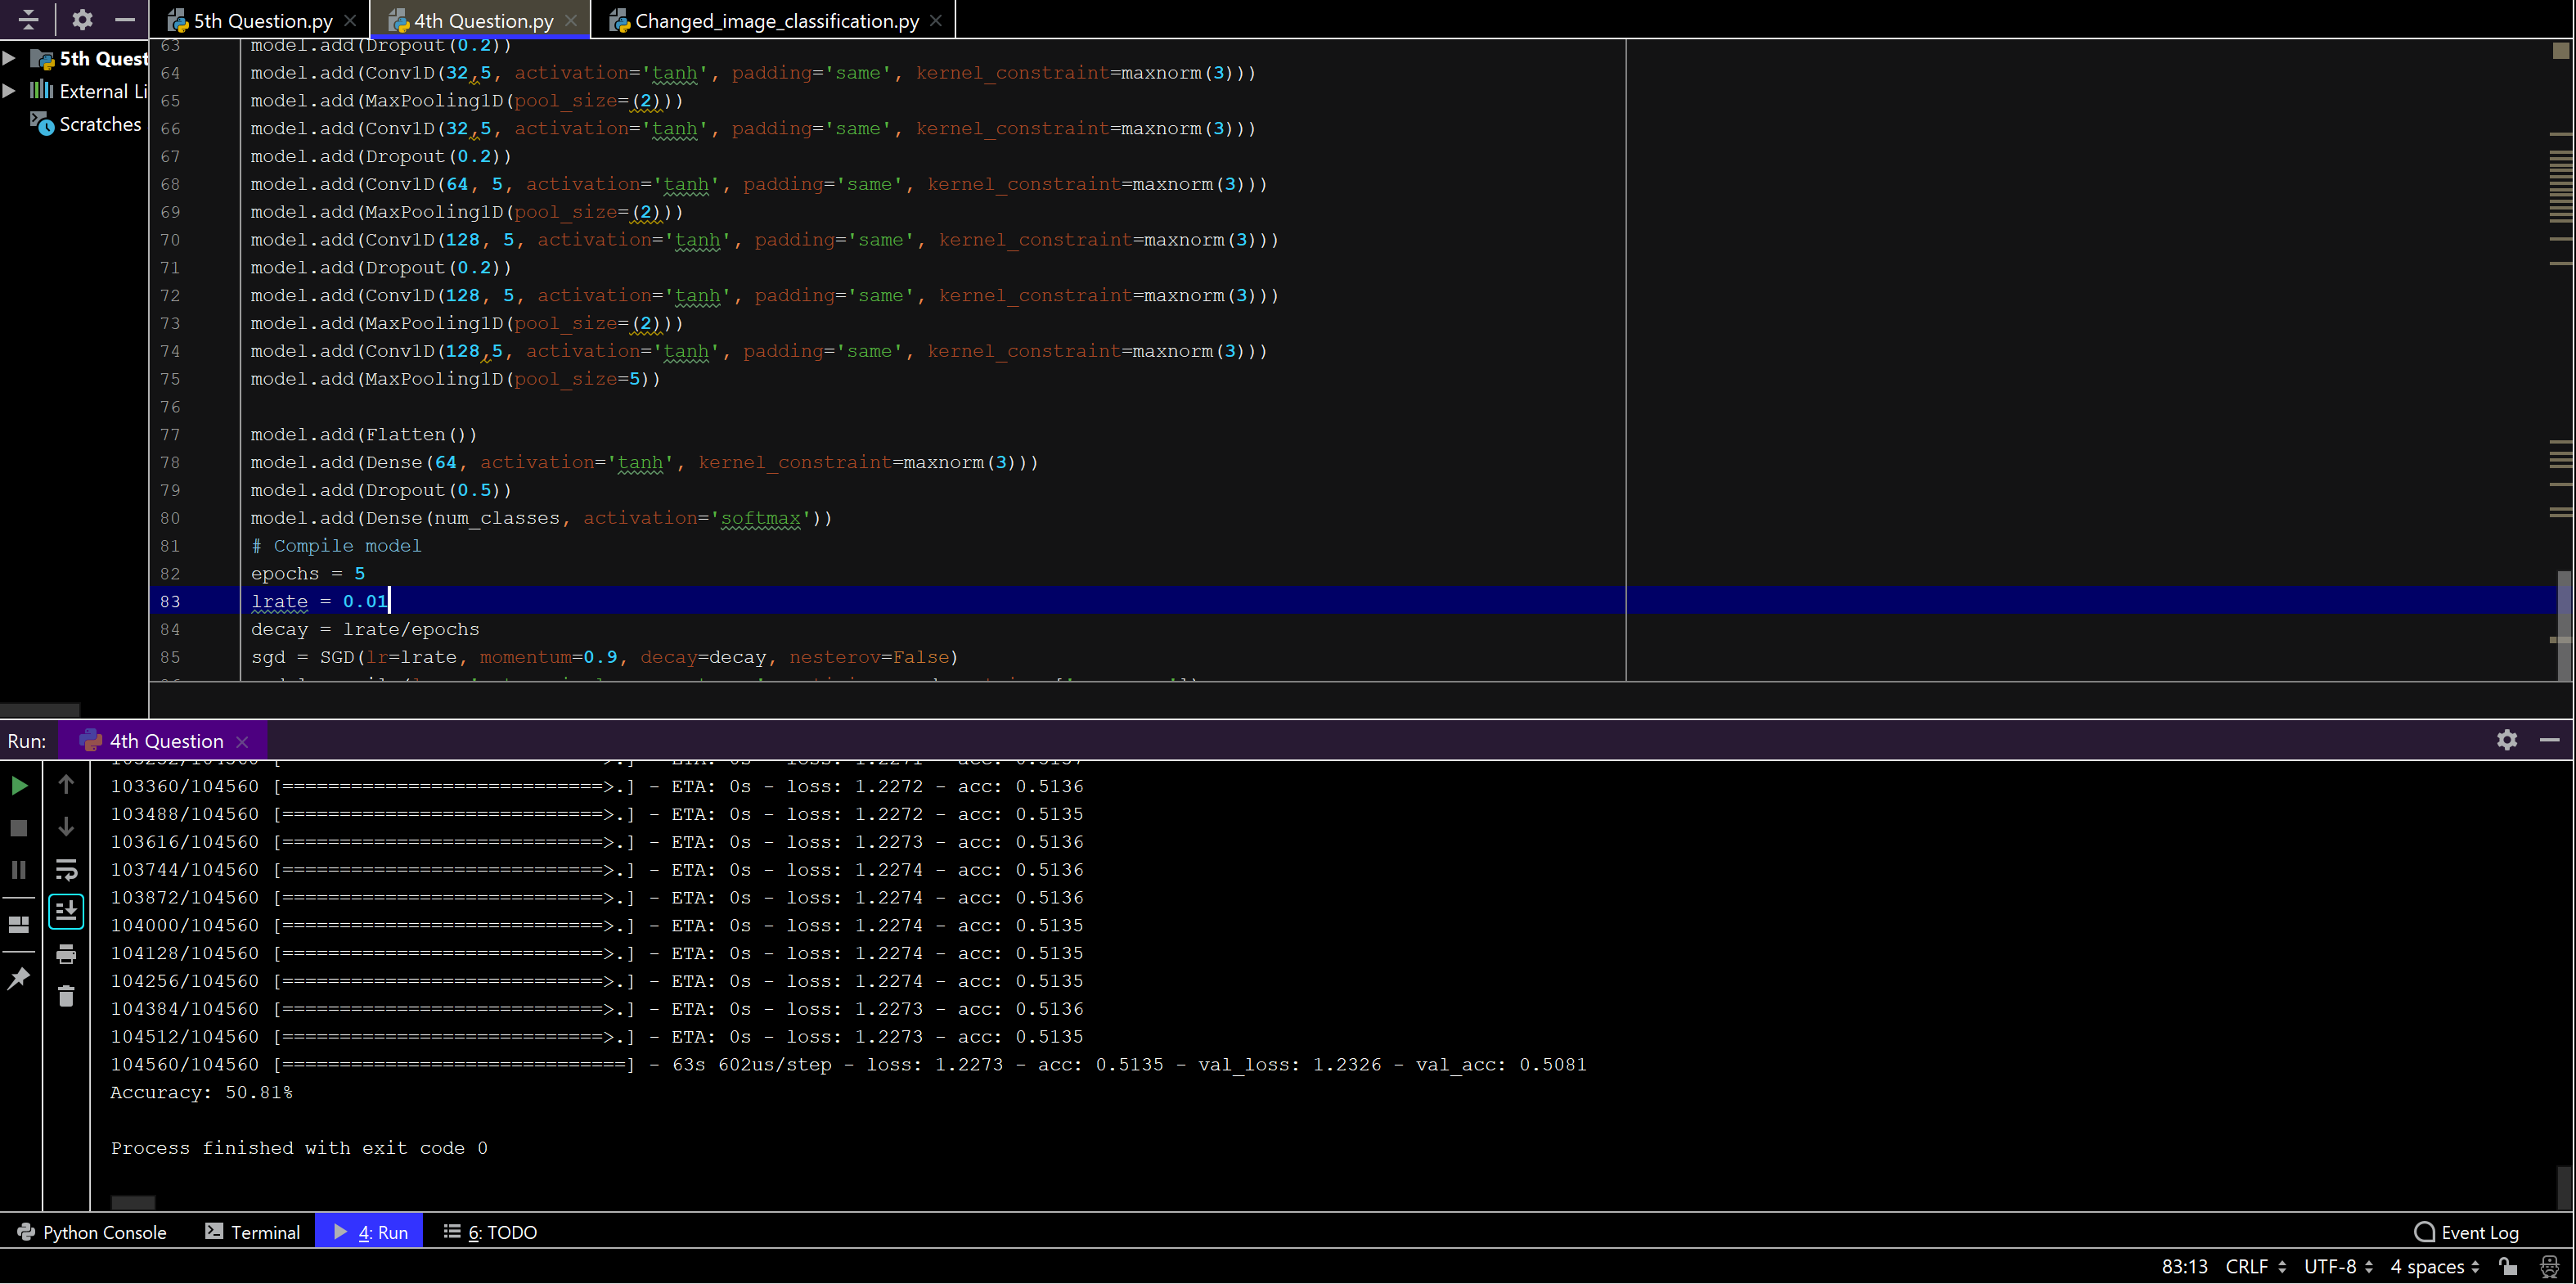 5th Question.py
4th Question.py
Changed_image_classification.py
5th Quest
External Li
Scratches
63 model.add(Dropout(0.2))
64 model.add(Conv1D(32,5, activation='tanh', padding='same', kernel_constraint=maxnorm(3)))
65 model.add(MaxPooling1D(pool_size=(2)))
66 model.add(Conv1D(32,5, activation='tanh', padding='same', kernel_constraint=maxnorm(3)))
67 model.add(Dropout(0.2))
68 model.add(Conv1D(64, 5, activation='tanh', padding='same', kernel_constraint=maxnorm(3)))
69 model.add(MaxPooling1D(pool_size=(2)))
70 model.add(Conv1D(128, 5, activation='tanh', padding='same', kernel_constraint=maxnorm(3)))
71 model.add(Dropout(0.2))
72 model.add(Conv1D(128, 5, activation='tanh', padding='same', kernel_constraint=maxnorm(3)))
73 model.add(MaxPooling1D(pool_size=(2)))
74 model.add(Conv1D(128,5, activation='tanh', padding='same', kernel_constraint=maxnorm(3)))
75 model.add(MaxPooling1D(pool_size=5))
76
77 model.add(Flatten())
78 model.add(Dense(64, activation='tanh', kernel_constraint=maxnorm(3)))
79 model.add(Dropout(0.5))
80 model.add(Dense(num_classes, activation='softmax'))
81 # Compile model
82 epochs = 5
83 lrate = 0.01
84 decay = lrate/epochs
85 sgd = SGD(lr=lrate, momentum=0.9, decay=decay, nesterov=False)
Run: 4th Question
103360/104560 [============================>.] - ETA: 0s - loss: 1.2272 - acc: 0.5136
103488/104560 [============================>.] - ETA: 0s - loss: 1.2272 - acc: 0.5135
103616/104560 [============================>.] - ETA: 0s - loss: 1.2273 - acc: 0.5136
103744/104560 [============================>.] - ETA: 0s - loss: 1.2274 - acc: 0.5136
103872/104560 [============================>.] - ETA: 0s - loss: 1.2274 - acc: 0.5136
104000/104560 [============================>.] - ETA: 0s - loss: 1.2274 - acc: 0.5135
104128/104560 [============================>.] - ETA: 0s - loss: 1.2274 - acc: 0.5135
104256/104560 [============================>.] - ETA: 0s - loss: 1.2274 - acc: 0.5135
104384/104560 [============================>.] - ETA: 0s - loss: 1.2273 - acc: 0.5136
104512/104560 [============================>.] - ETA: 0s - loss: 1.2273 - acc: 0.5135
104560/104560 [==============================] - 63s 602us/step - loss: 1.2273 - acc: 0.5135 - val_loss: 1.2326 - val_acc: 0.5081
Accuracy: 50.81%
Process finished with exit code 0
Python Console Terminal 4: Run 6: TODO Event Log
83:13 CRLF UTF-8 4 spaces